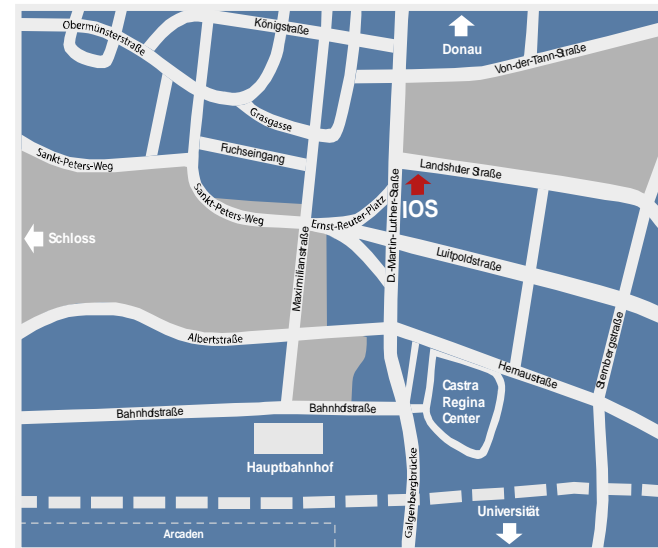 Königstraße
Obermünsterstraße
Donau
Von-der-Tann-Straße
Grasgasse
Fuchseingang
Sankt-Peters-Weg
Landshuter Straße
Sankt-Peters-Weg
Ernst-Reuter-Platz
IOS
D.-Martin-Luther-Staße
Schloss
Luitpoldstraße
Maximilianstraße
Albertstraße
Sternbergstraße
Hemaustraße
Castra
Regina
Center
Bahnhofstraße
Bahnhofstraße
Hauptbahnhof
Galgenbergbrücke
Universität
Arcaden